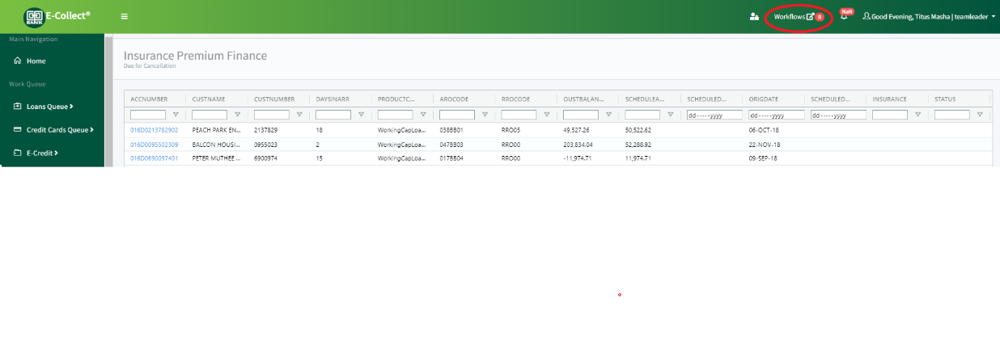 CO-OP BANK E-Collect®
Workflows 0 NaN Good Evening, Titus Masha | teamleader
Main Navigation
Home
Work Queue
Loans Queue
Credit Cards Queue
E-Credit
Insurance Premium Finance
Due for Cancellation
ACCNUMBER CUSTNAME CUSTNUMBER DAYSINARR PRODUCTC... AROCODE RROCODE OUSTBALAN... SCHEDULEA... SCHEDULED... ORIGDATE SCHEDULED... INSURANCE STATUS
dd-----yyyy dd-----yyyy dd-----yyyy
016D0213782902 PEACH PARK EN... 2137829 18 WorkingCapLoa... 038BB01 RRO05 49,527.26 50,522.62 06-OCT-18
016D0095502309 BALCON HOUSI... 0955023 2 WorkingCapLoa... 047BB03 RRO00 203,834.04 52,288.92 22-NOV-18
016D0690097401 PETER MUTHEE ... 6900974 15 WorkingCapLoa... 017BB04 RRO00 -11,974.71 11,974.71 09-SEP-18